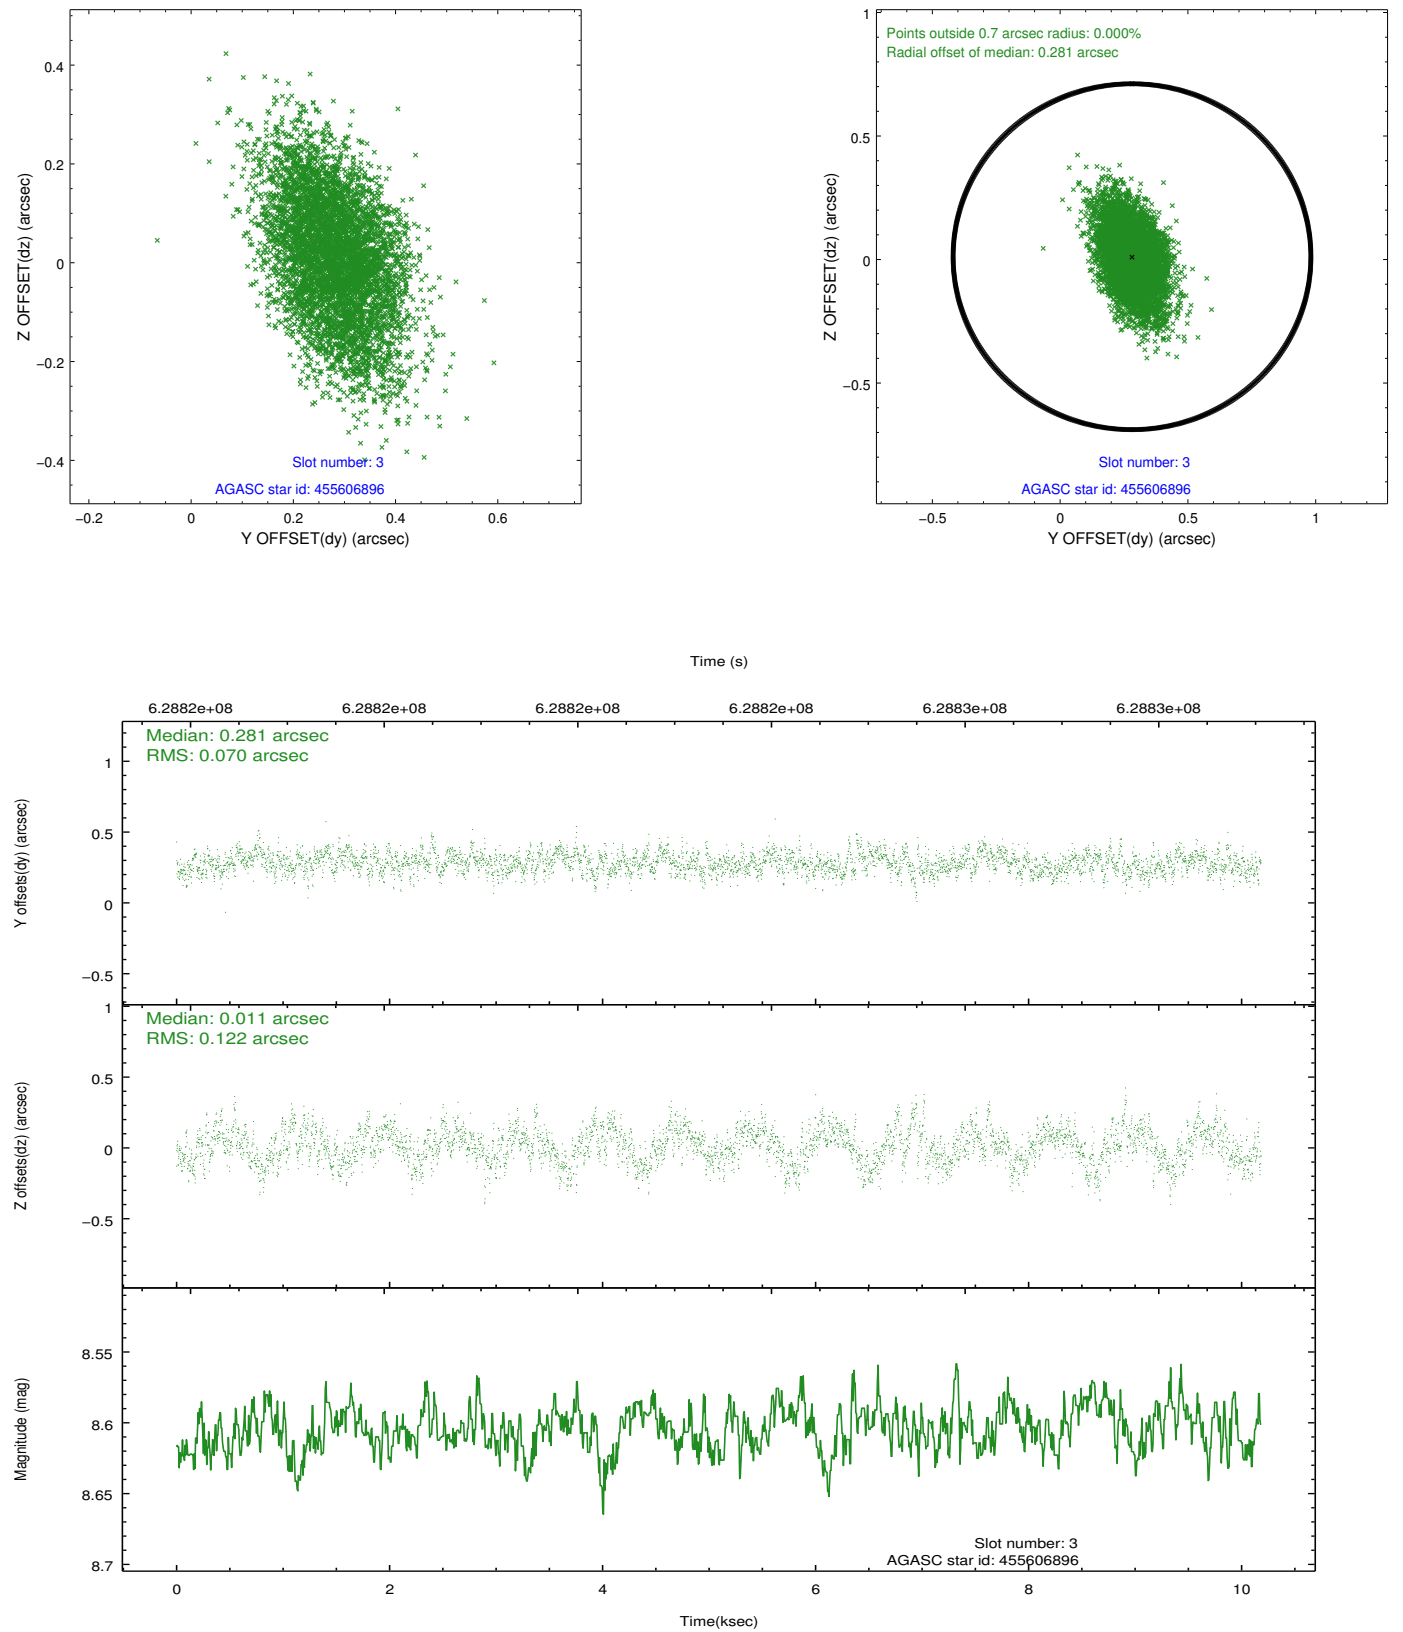 0.4
0.2
0
−0.2
−0.4
Z OFFSET(dz) (arcsec)
Slot number: 3
AGASC star id: 455606896
−0.2 0 0.2 0.4 0.6
Y OFFSET(dy) (arcsec)
Points outside 0.7 arcsec radius: 0.000%
Radial offset of median: 0.281 arcsec
1
0.5
0
−0.5
Z OFFSET(dz) (arcsec)
Slot number: 3
AGASC star id: 455606896
−0.5 0 0.5 1
Y OFFSET(dy) (arcsec)
Time (s)
6.2882e+08 6.2882e+08 6.2882e+08 6.2882e+08 6.2883e+08 6.2883e+08
Median: 0.281 arcsec
RMS: 0.070 arcsec
1
0.5
0
−0.5
Y offsets(dy) (arcsec)
Median: 0.011 arcsec
RMS: 0.122 arcsec
1
0.5
0
−0.5
Z offsets(dz) (arcsec)
8.55
8.6
8.65
8.7
Magnitude (mag)
Slot number: 3
AGASC star id: 455606896
0 2 4 6 8 10
Time(ksec)